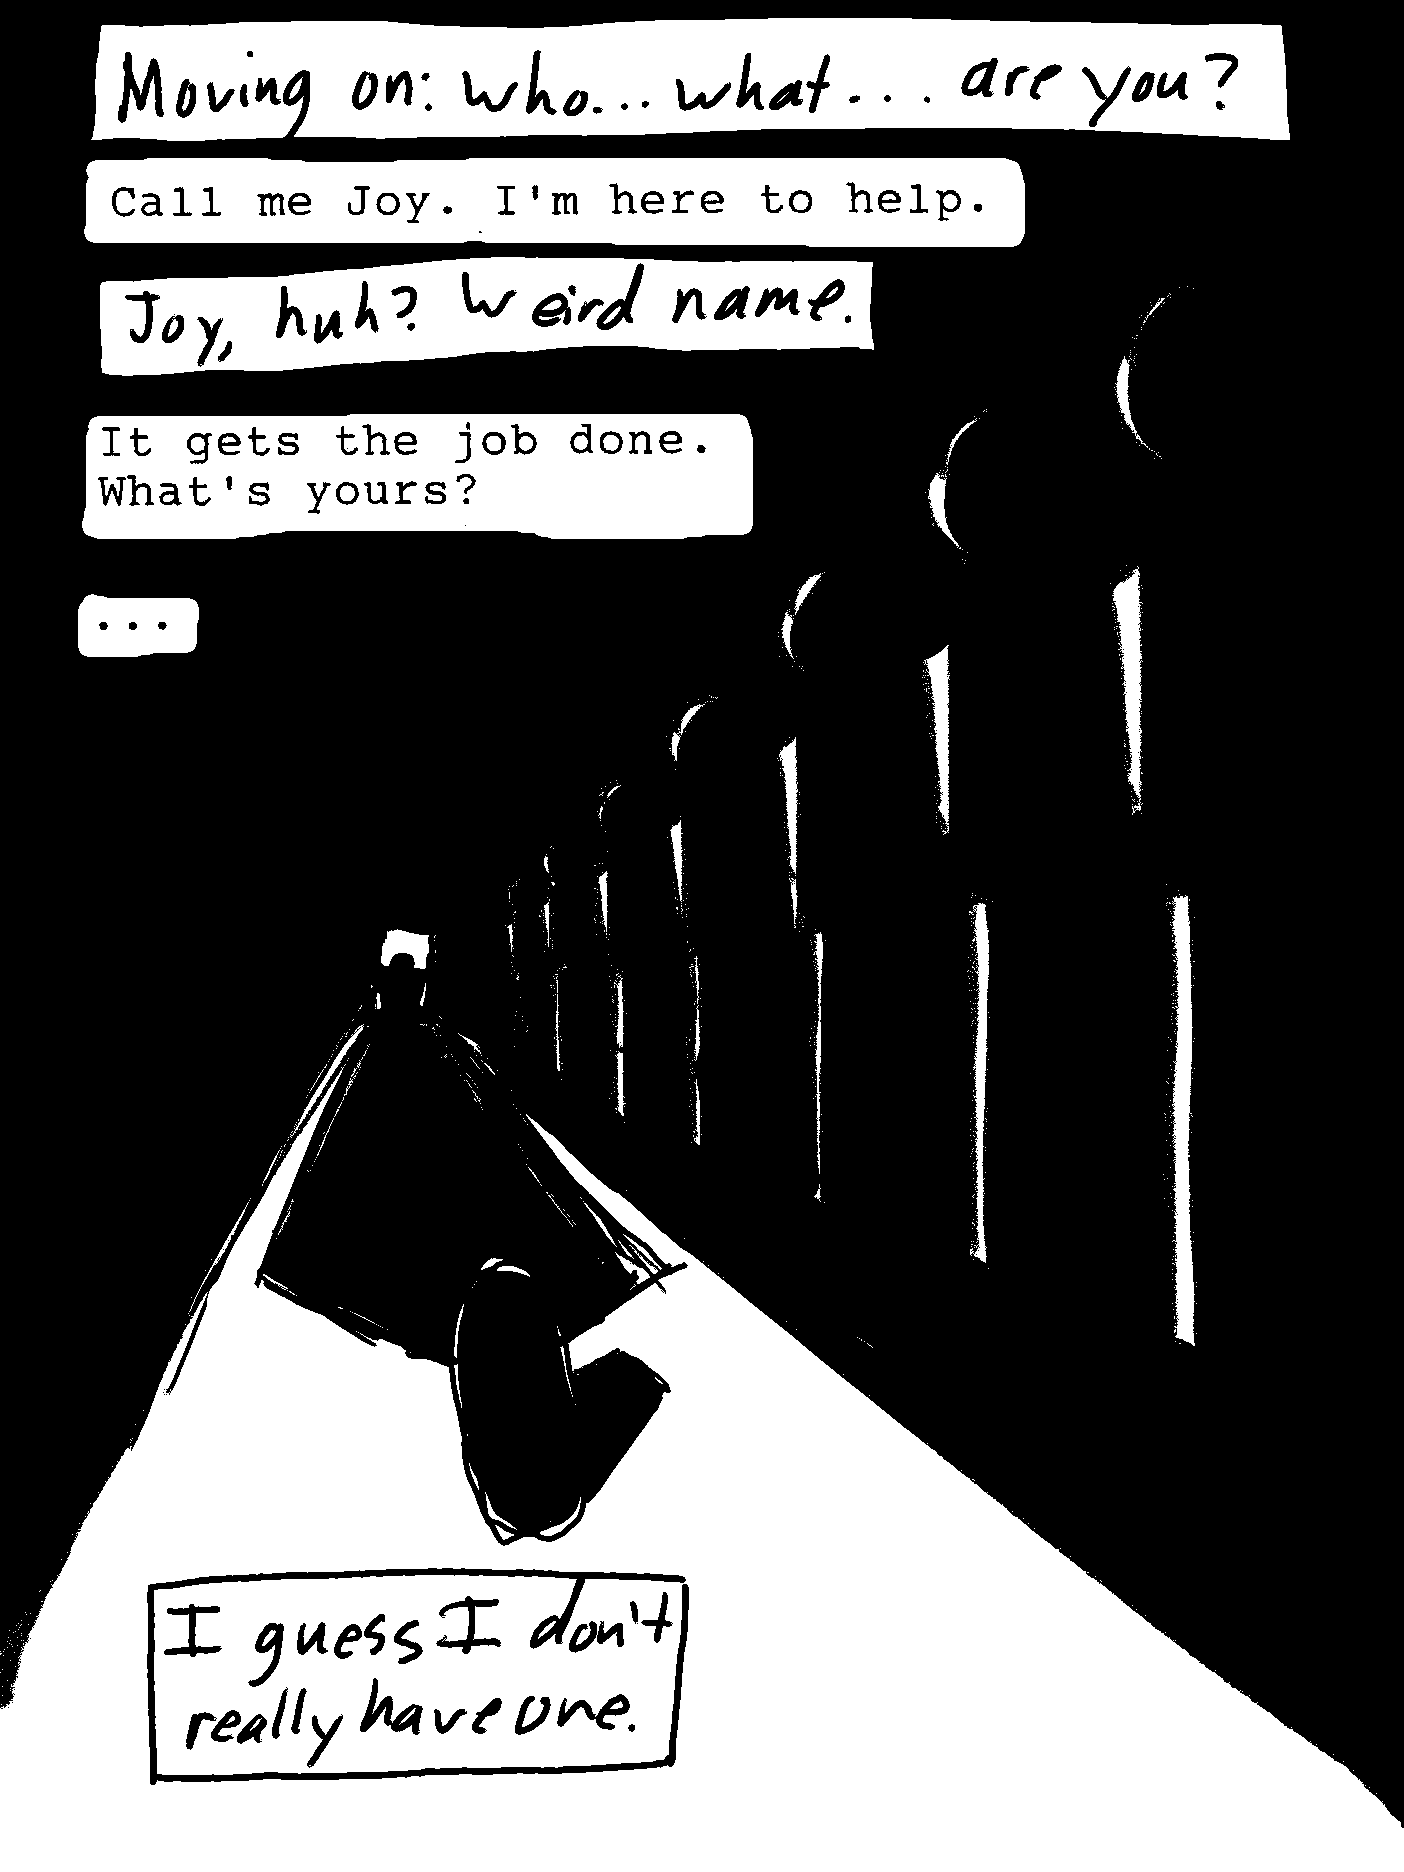 Moving on: who... what... are you?
Call me Joy. I'm here to help.
Joy, huh? Weird name.
It gets the job done.
What's yours?
...
I guess I don't
really have one.